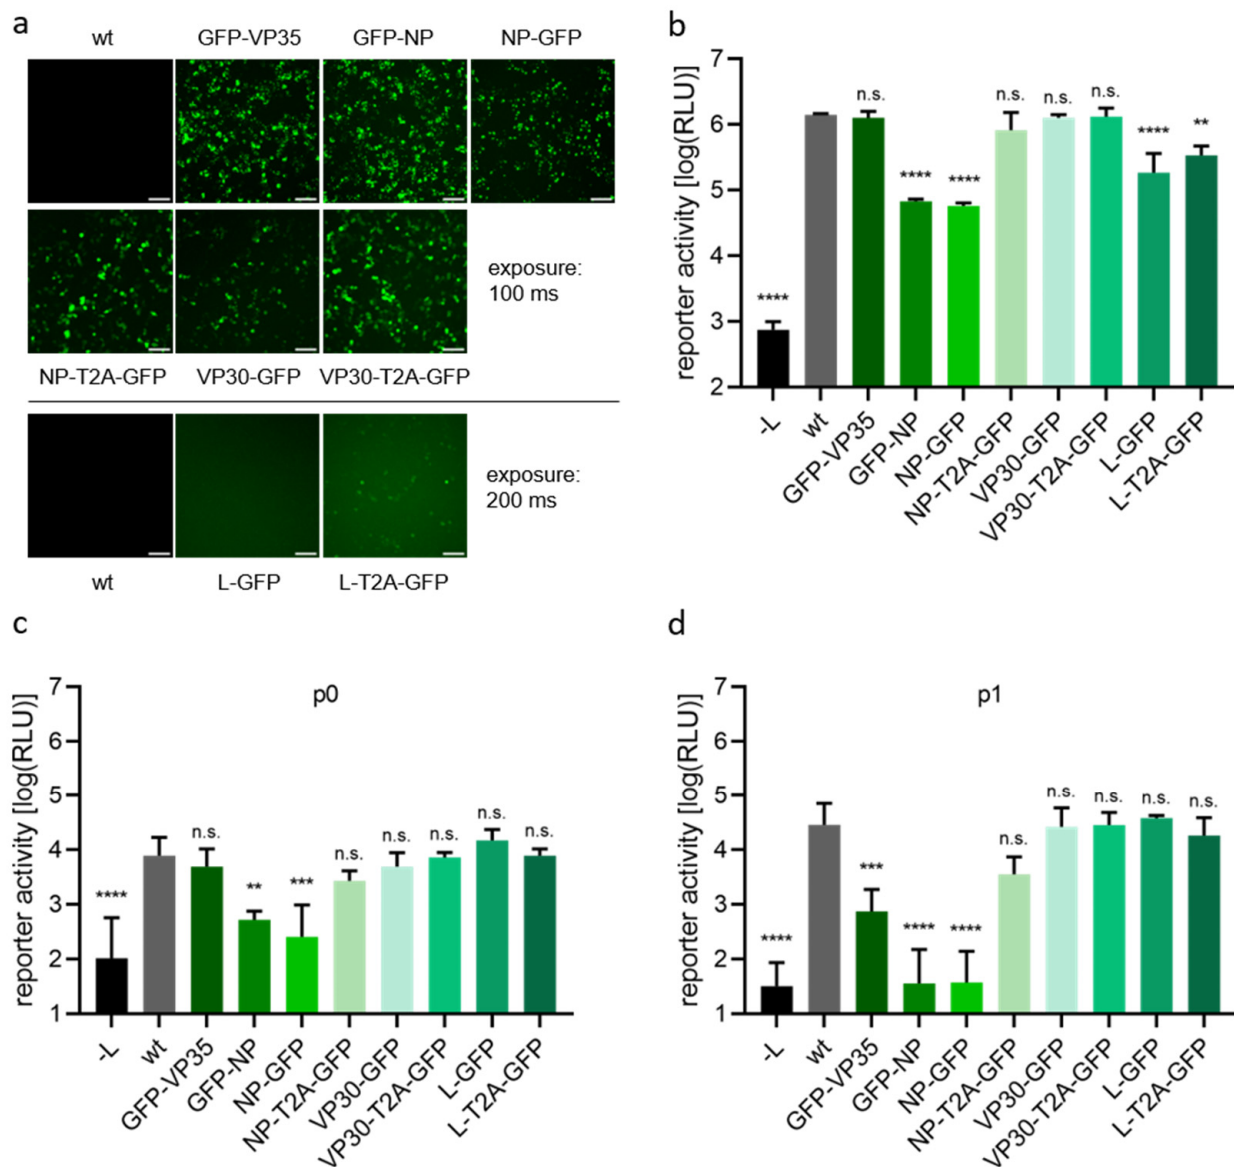 a
wt
GFP-VP35
GFP-NP
NP-GFP
exposure:
100 ms
NP-T2A-GFP
VP30-GFP
VP30-T2A-GFP
exposure:
200 ms
wt
L-GFP
L-T2A-GFP
b
reporter activity [log(RLU)]
7
6
5
4
3
2
****
n.s.
****
****
n.s.
n.s.
n.s.
****
**
-L
wt
GFP-VP35
GFP-NP
NP-GFP
NP-T2A-GFP
VP30-GFP
VP30-T2A-GFP
L-GFP
L-T2A-GFP
c
p0
reporter activity [log(RLU)]
7
6
5
4
3
2
1
****
n.s.
**
***
n.s.
n.s.
n.s.
n.s.
n.s.
-L
wt
GFP-VP35
GFP-NP
NP-GFP
NP-T2A-GFP
VP30-GFP
VP30-T2A-GFP
L-GFP
L-T2A-GFP
d
p1
reporter activity [log(RLU)]
7
6
5
4
3
2
1
****
***
****
****
n.s.
n.s.
n.s.
n.s.
n.s.
-L
wt
GFP-VP35
GFP-NP
NP-GFP
NP-T2A-GFP
VP30-GFP
VP30-T2A-GFP
L-GFP
L-T2A-GFP